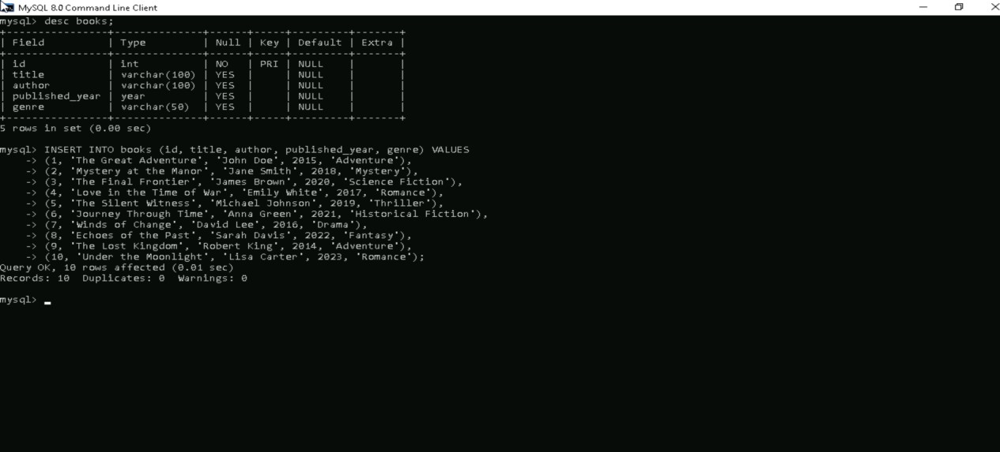 MySQL 8.0 Command Line Client
mysql> desc books;
+----------------+--------------+------+-----+---------+-------+
| Field          | Type         | Null | Key | Default | Extra |
+----------------+--------------+------+-----+---------+-------+
| id             | int          | NO   | PRI | NULL    |       |
| title          | varchar(100) | YES  |     | NULL    |       |
| author         | varchar(100) | YES  |     | NULL    |       |
| published_year | year         | YES  |     | NULL    |       |
| genre          | varchar(50)  | YES  |     | NULL    |       |
+----------------+--------------+------+-----+---------+-------+
5 rows in set (0.00 sec)
mysql> INSERT INTO books (id, title, author, published_year, genre) VALUES
    -> (1, 'The Great Adventure', 'John Doe', 2015, 'Adventure'),
    -> (2, 'Mystery at the Manor', 'Jane Smith', 2018, 'Mystery'),
    -> (3, 'The Final Frontier', 'James Brown', 2020, 'Science Fiction'),
    -> (4, 'Love in the Time of War', 'Emily White', 2017, 'Romance'),
    -> (5, 'The Silent Witness', 'Michael Johnson', 2019, 'Thriller'),
    -> (6, 'Journey Through Time', 'Anna Green', 2021, 'Historical Fiction'),
    -> (7, 'Winds of Change', 'David Lee', 2016, 'Drama'),
    -> (8, 'Echoes of the Past', 'Sarah Davis', 2022, 'Fantasy'),
    -> (9, 'The Lost Kingdom', 'Robert King', 2014, 'Adventure'),
    -> (10, 'Under the Moonlight', 'Lisa Carter', 2023, 'Romance');
Query OK, 10 rows affected (0.01 sec)
Records: 10  Duplicates: 0  Warnings: 0
mysql> _